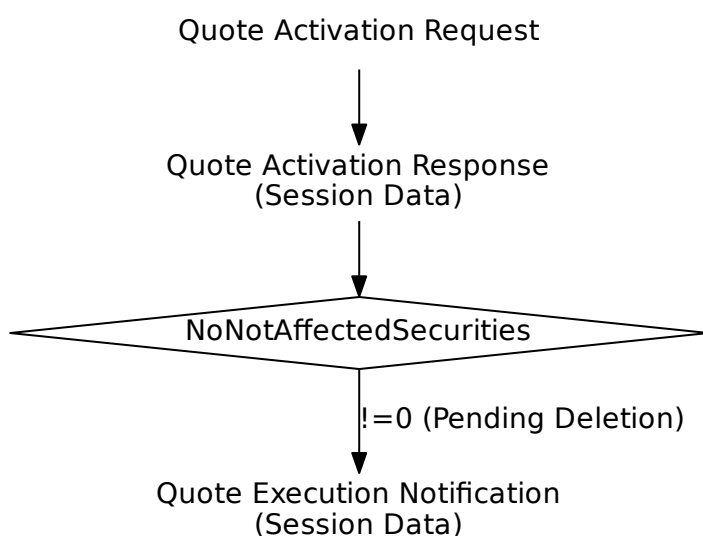 Quote Activation Request
Quote Activation Response
(Session Data)
NoNotAffectedSecurities
!=0 (Pending Deletion)
Quote Execution Notification
(Session Data)